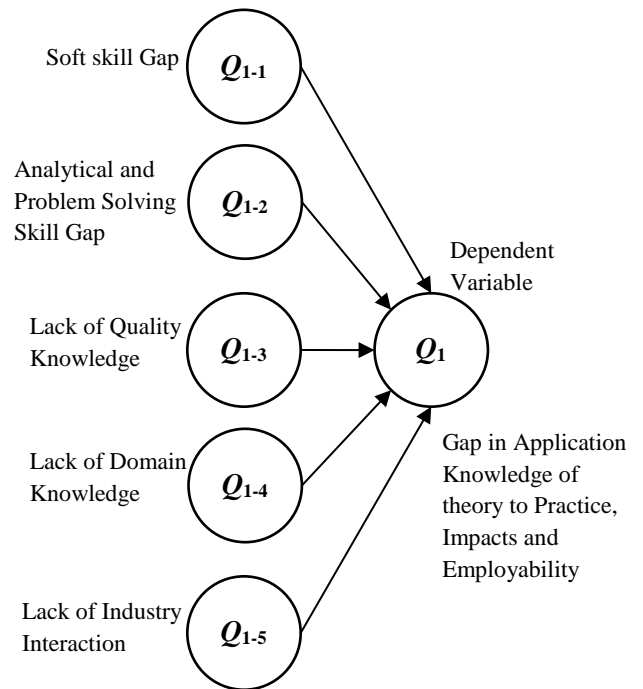 Soft skill Gap
Q1-1
Analytical and
Problem Solving
Skill Gap
Q1-2
Dependent
Variable
Lack of Quality
Knowledge
Q1-3
Q1
Lack of Domain
Knowledge
Q1-4
Gap in Application
Knowledge of
theory to Practice,
Impacts and
Employability
Lack of Industry
Interaction
Q1-5